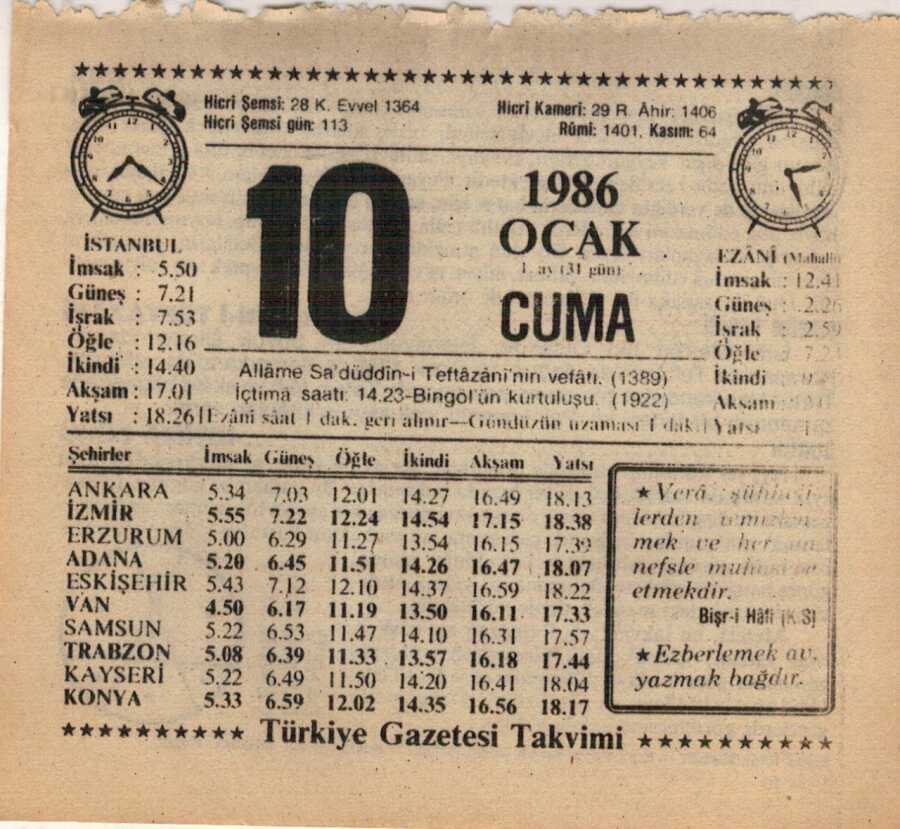 Hicri Şemsi: 28 K. Evvel 1364
Hicri Şemsi gün: 113
Hicri Kameri: 29 R. Âhir: 1406
Rûmi: 1401, Kasım: 64
10
1986
OCAK
1. ay (31 gün)
CUMA
İSTANBUL
İmsak : 5.50
Güneş : 7.21
İşrak : 7.53
Öğle : 12.16
İkindi : 14.40
Akşam : 17.01
Yatsı : 18.26
EZÂNÎ
İmsak : 12.41
Güneş : 2.26
İşrak : 2.59
Öğle
İkindi
Akşam
Yatsı
Allâme Sa'düddîn-i Teftâzânî'nin vefâtı. (1389)
İçtima saatı: 14.23-Bingöl'ün kurtuluşu. (1922)
Ezâni sâat 1 dak. geri alınır—Gündüzün uzaması 1 dak.
Şehirler İmsak Güneş Öğle İkindi Akşam Yatsı
ANKARA 5.34 7.03 12.01 14.27 16.49 18.13
İZMİR 5.55 7.22 12.24 14.54 17.15 18.38
ERZURUM 5.00 6.29 11.27 13.54 16.15 17.39
ADANA 5.20 6.45 11.51 14.26 16.47 18.07
ESKİŞEHİR 5.43 7.12 12.10 14.37 16.59 18.22
VAN 4.50 6.17 11.19 13.50 16.11 17.33
SAMSUN 5.22 6.53 11.47 14.10 16.31 17.57
TRABZON 5.08 6.39 11.33 13.57 16.18 17.44
KAYSERİ 5.22 6.49 11.50 14.20 16.41 18.04
KONYA 5.33 6.59 12.02 14.35 16.56 18.17
★ Verâ,
lerden
mek ve her
nefsle
etmekdir.
Bişr-i Hâfî (K.S)
★ Ezberlemek av,
yazmak bağdır.
Türkiye Gazetesi Takvimi